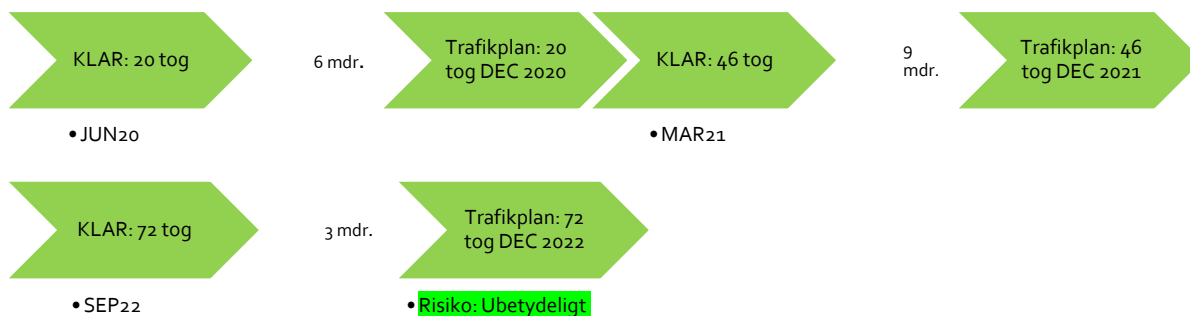 KLAR: 20 tog
6 mdr.
Trafikplan: 20
tog DEC 2020
KLAR: 46 tog
9
mdr.
Trafikplan: 46
tog DEC 2021
• JUN20
• MAR21
KLAR: 72 tog
3 mdr.
Trafikplan: 72
tog DEC 2022
• SEP22
• Risiko: Ubetydeligt